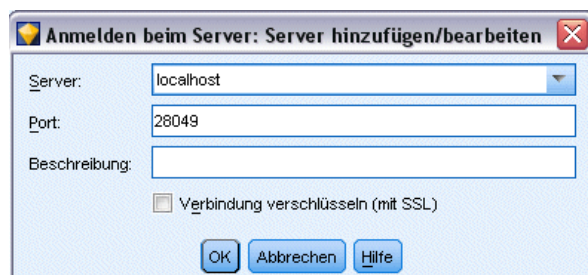 Anmelden beim Server: Server hinzufügen/bearbeiten
Server: localhost
Port: 28049
Beschreibung:
Verbindung verschlüsseln (mit SSL)
OK Abbrechen Hilfe